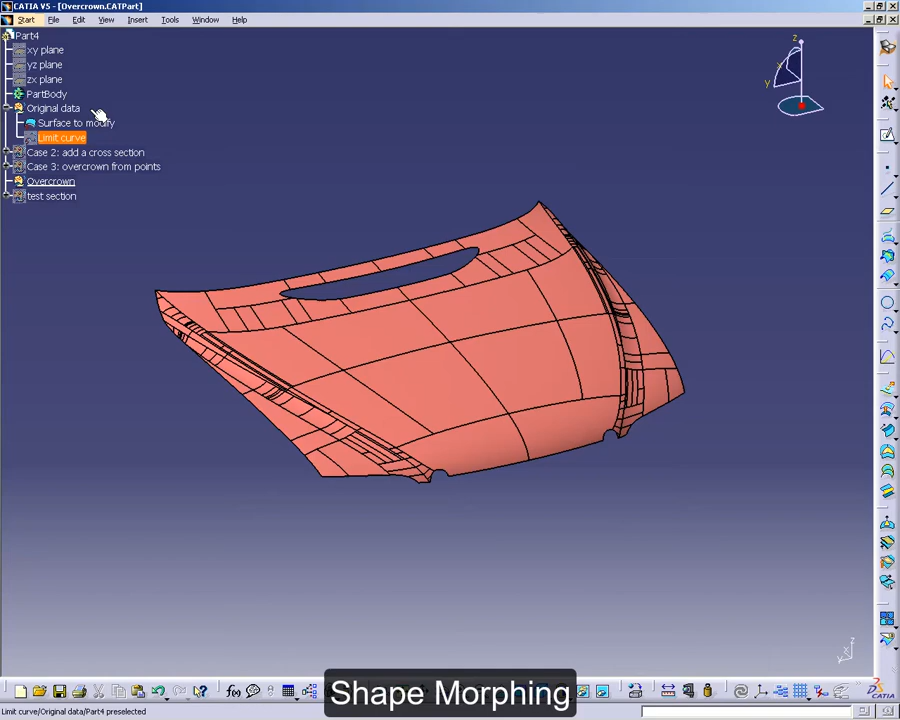 CATIA V5 - [Overcrown.CATPart]
Start File Edit View Insert Tools Window Help
Part4
xy plane
yz plane
zx plane
PartBody
Original data
Surface to modify
Limit curve
Case 2: add a cross section
Case 3: overcrown from points
Overcrown
test section
z
x
y
z
x
y
f(x)
CATIA
Shape Morphing
Limit curve/Original data/Part4 preselected